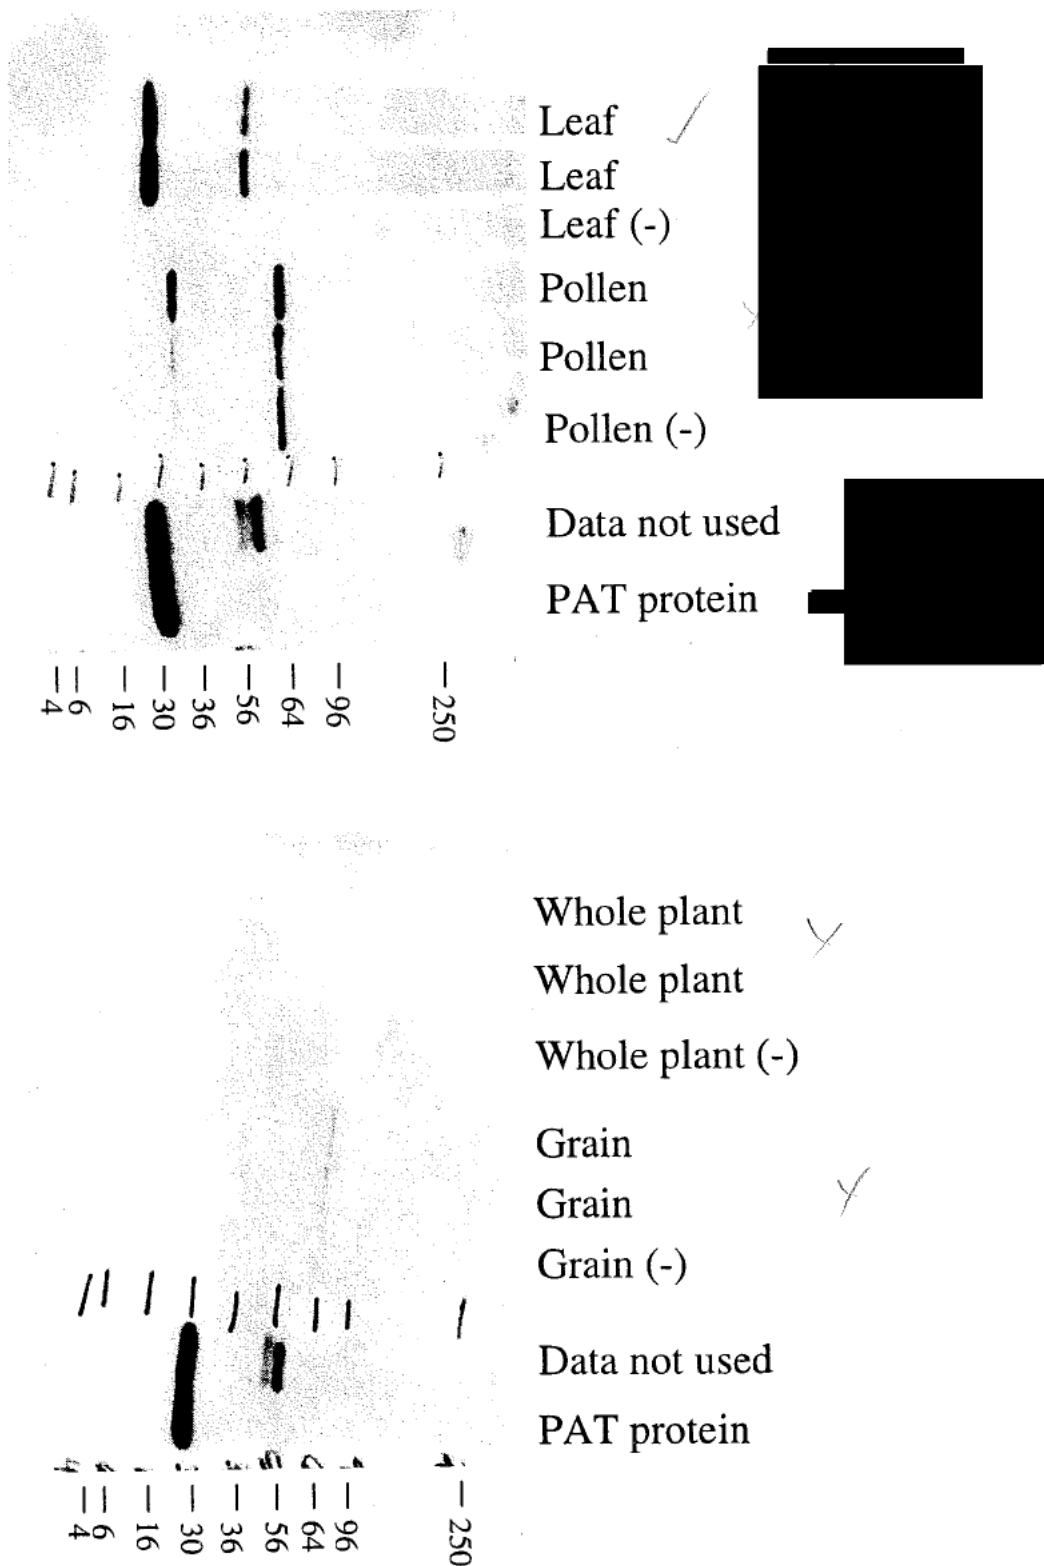 Leaf
Leaf
Leaf (-)
Pollen
Pollen
Pollen (-)
Data not used
PAT protein
4 6 16 30 36 56 64 96 250
Whole plant
Whole plant
Whole plant (-)
Grain
Grain
Grain (-)
Data not used
PAT protein
4 6 16 30 36 56 64 96 250